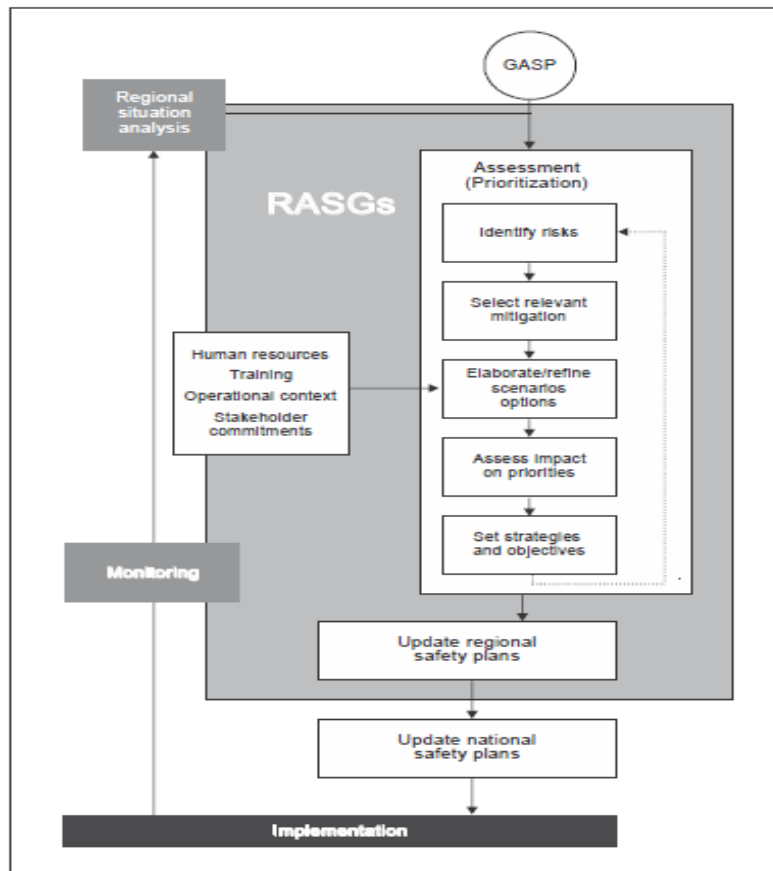 GASP
Regional
situation
analysis
RASGs
Assessment
(Prioritization)
Identify risks
Select relevant
mitigation
Human resources
Training
Operational context
Stakeholder
commitments
Elaborate/refine
scenarios
options
Assess impact
on priorities
Set strategies
and objectives
Monitoring
Update regional
safety plans
Update national
safety plans
Implementation